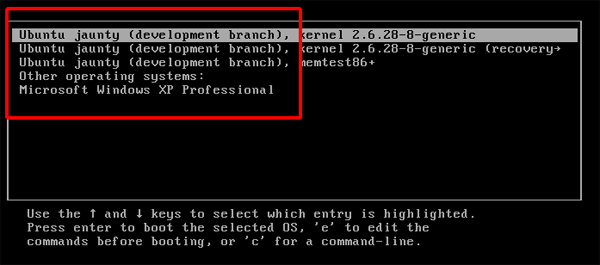 Ubuntu jaunty (development branch), kernel 2.6.28-8-generic
Ubuntu jaunty (development branch), kernel 2.6.28-8-generic (recovery→
Ubuntu jaunty (development branch), memtest86+
Other operating systems:
Microsoft Windows XP Professional
Use the ↑ and ↓ keys to select which entry is highlighted.
Press enter to boot the selected OS, 'e' to edit the
commands before booting, or 'c' for a command-line.